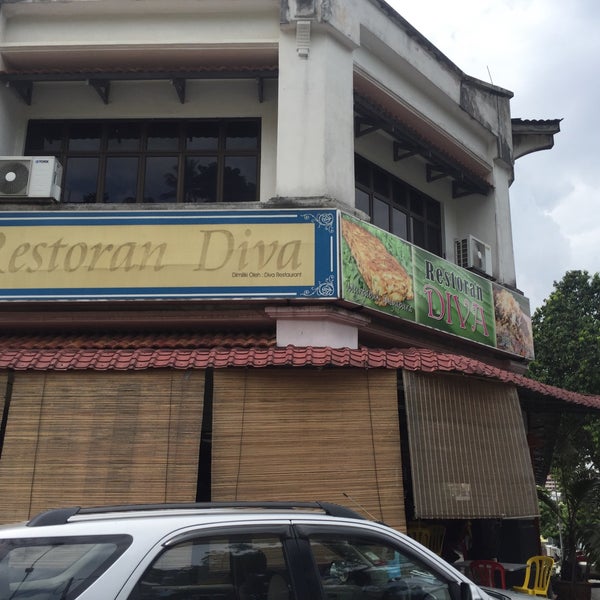 Restoran Diva
Dimiliki Oleh : Diva Restaurant
Restoran
DIVA